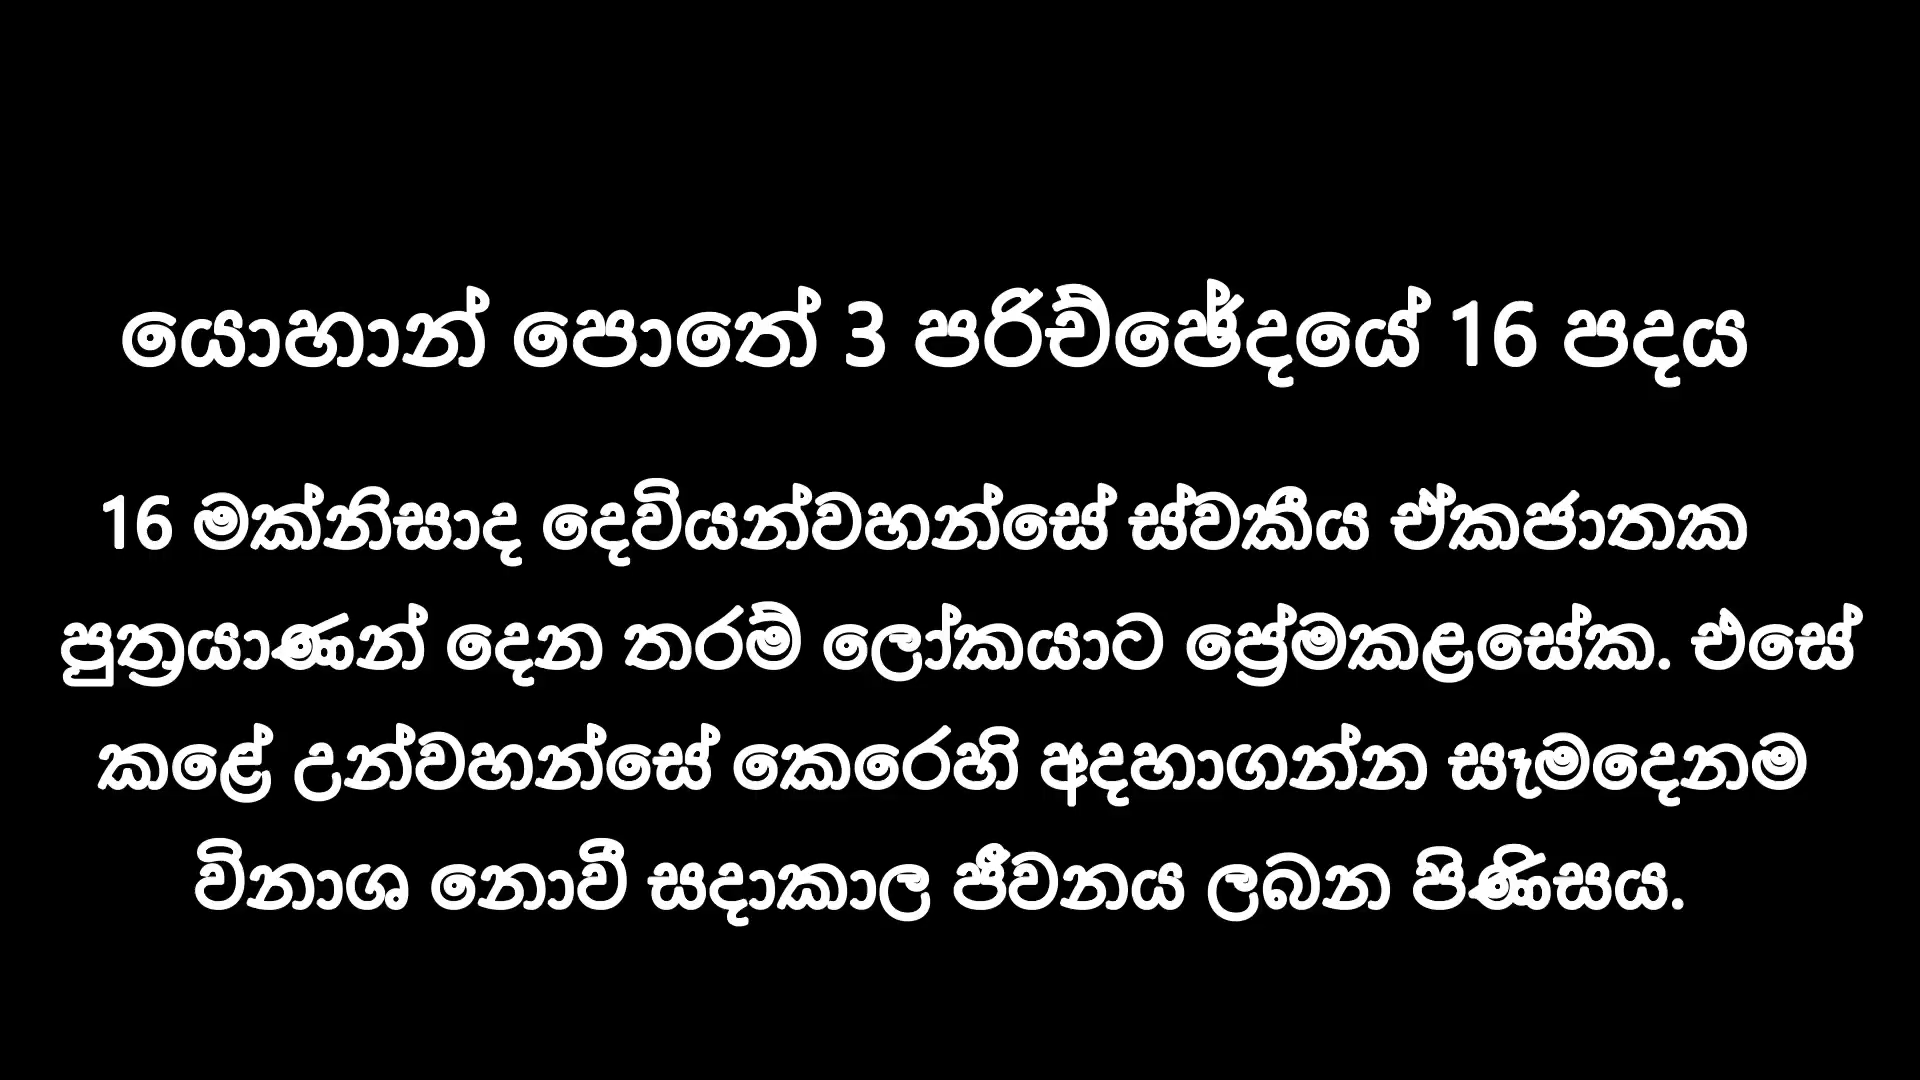 යොහාන් පොතේ 3 පරිච්ඡේදයේ 16 පදය
16 මක්නිසාද දෙවියන්වහන්සේ ස්වකීය ඒකජාතක
පුත්‍රයාණන් දෙන තරම් ලෝකයාට ප්‍රේමකළසේක. එසේ
කළේ උන්වහන්සේ කෙරෙහි අදහාගන්න සෑමදෙනම
විනාශ නොවී සදාකාල ජීවනය ලබන පිණිසය.